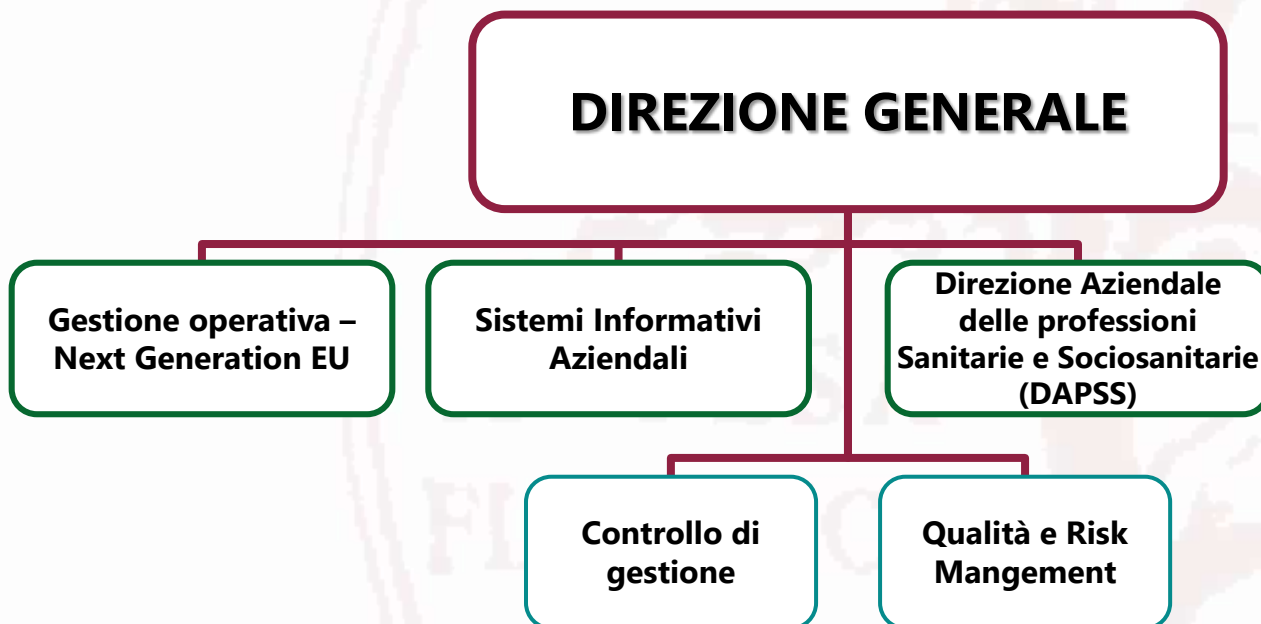 DIREZIONE GENERALE
Gestione operativa –
Next Generation EU
Sistemi Informativi
Aziendali
Direzione Aziendale
delle professioni
Sanitarie e Sociosanitarie
(DAPSS)
Controllo di
gestione
Qualità e Risk
Mangement